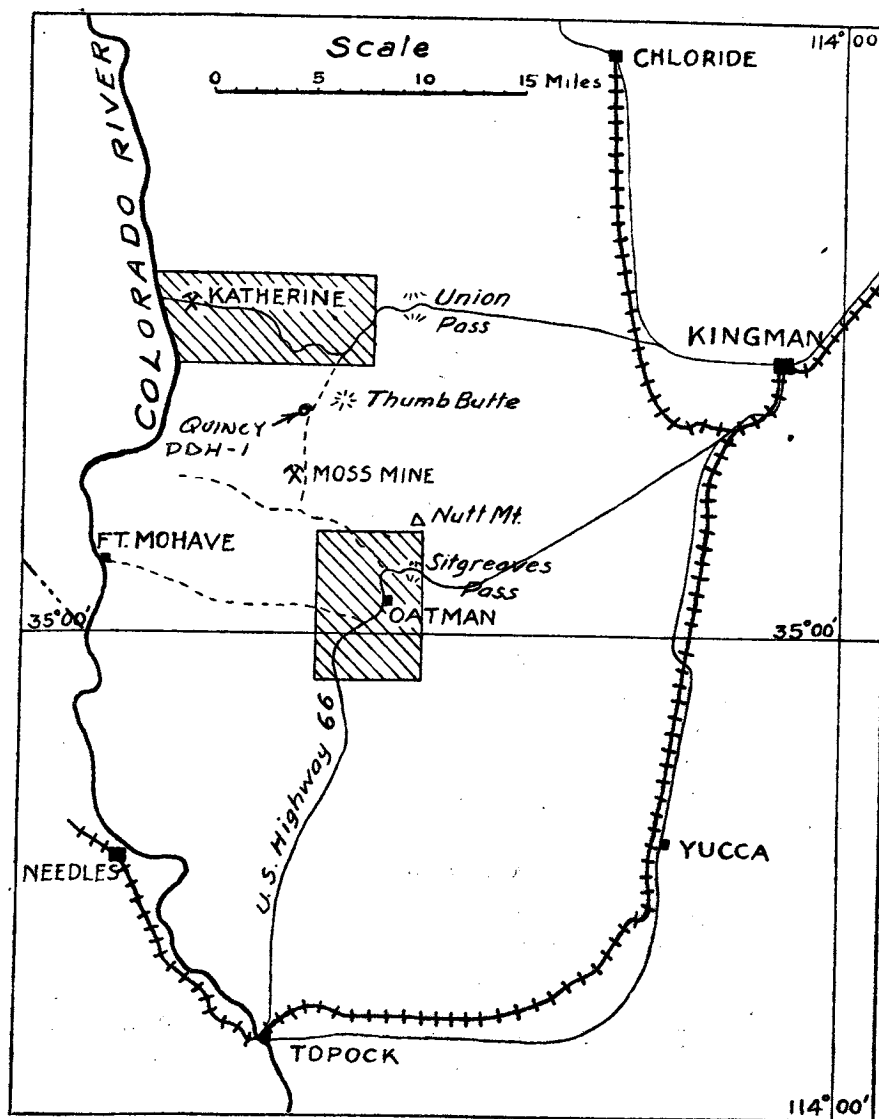 Scale
0 5 10 15 Miles
114° 00'
CHLORIDE
COLORADO RIVER
KATHERINE
Union
Pass
KINGMAN
Thumb Butte
QUINCY
DDH-1
MOSS MINE
Nutt Mt.
FT. MOHAVE
Sitgreaves
Pass
OATMAN
35° 00'
35° 00'
U.S. Highway 66
NEEDLES
YUCCA
TOPOCK
114° 00'